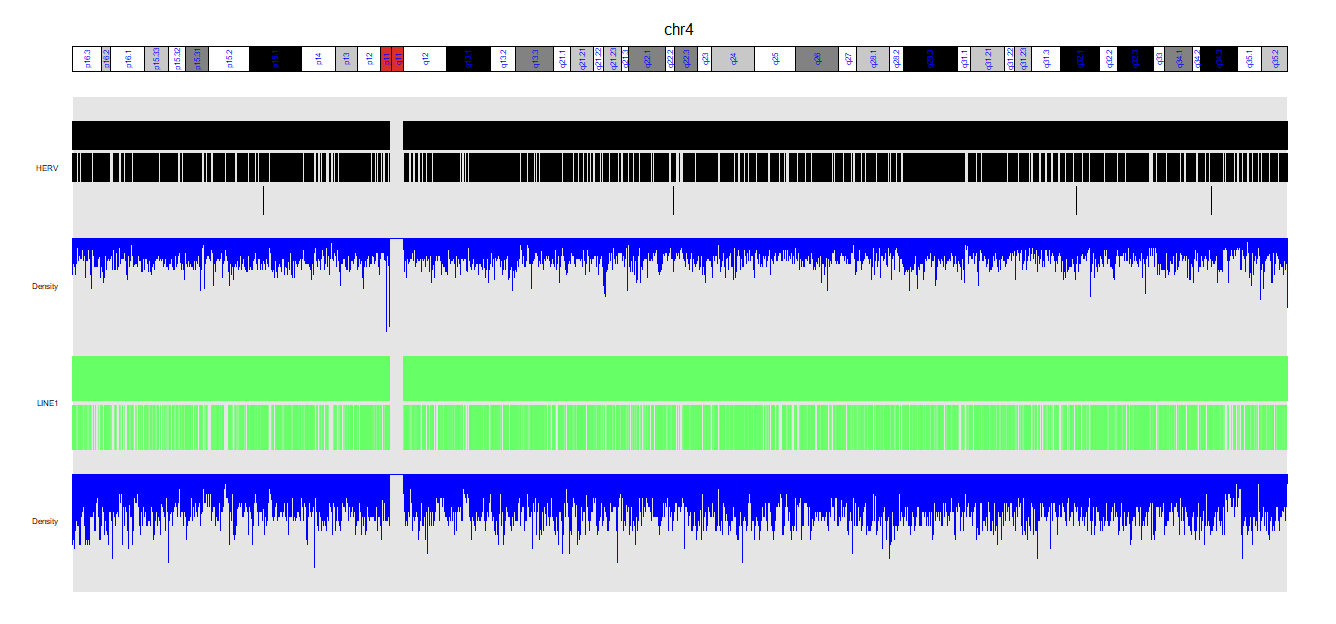 chr4
p16.3
p16.2
p16.1
p15.33
p15.32
p15.31
p15.2
p15.1
p14
p13
p12
p11
q11
q12
q13.1
q13.2
q13.3
q21.1
q21.21
q21.22
q21.23
q21.3
q22.1
q22.2
q22.3
q23
q24
q25
q26
q27
q28.1
q28.2
q28.3
q31.1
q31.21
q31.22
q31.23
q31.3
q32.1
q32.2
q32.3
q33
q34.1
q34.2
q34.3
q35.1
q35.2
HERV
Density
LINE1
Density